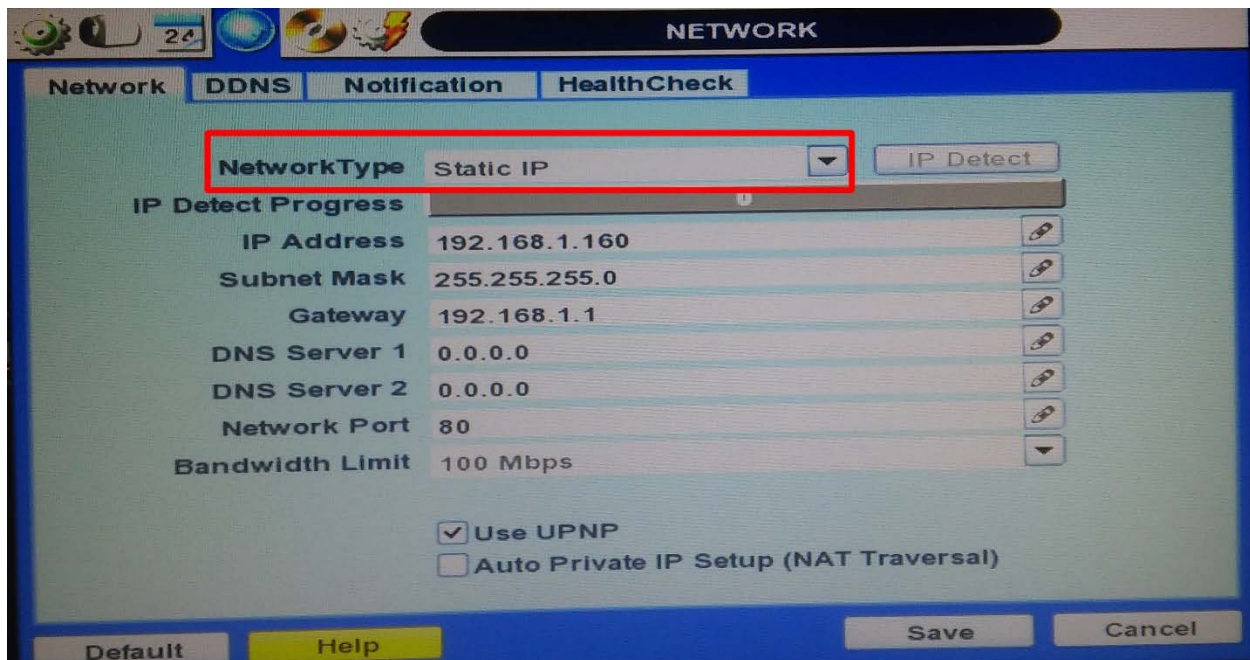 24
NETWORK
Network DDNS Notification HealthCheck
NetworkType Static IP IP Detect
IP Detect Progress
IP Address 192.168.1.160
Subnet Mask 255.255.255.0
Gateway 192.168.1.1
DNS Server 1 0.0.0.0
DNS Server 2 0.0.0.0
Network Port 80
Bandwidth Limit 100 Mbps
Use UPNP
Auto Private IP Setup (NAT Traversal)
Default Help Save Cancel